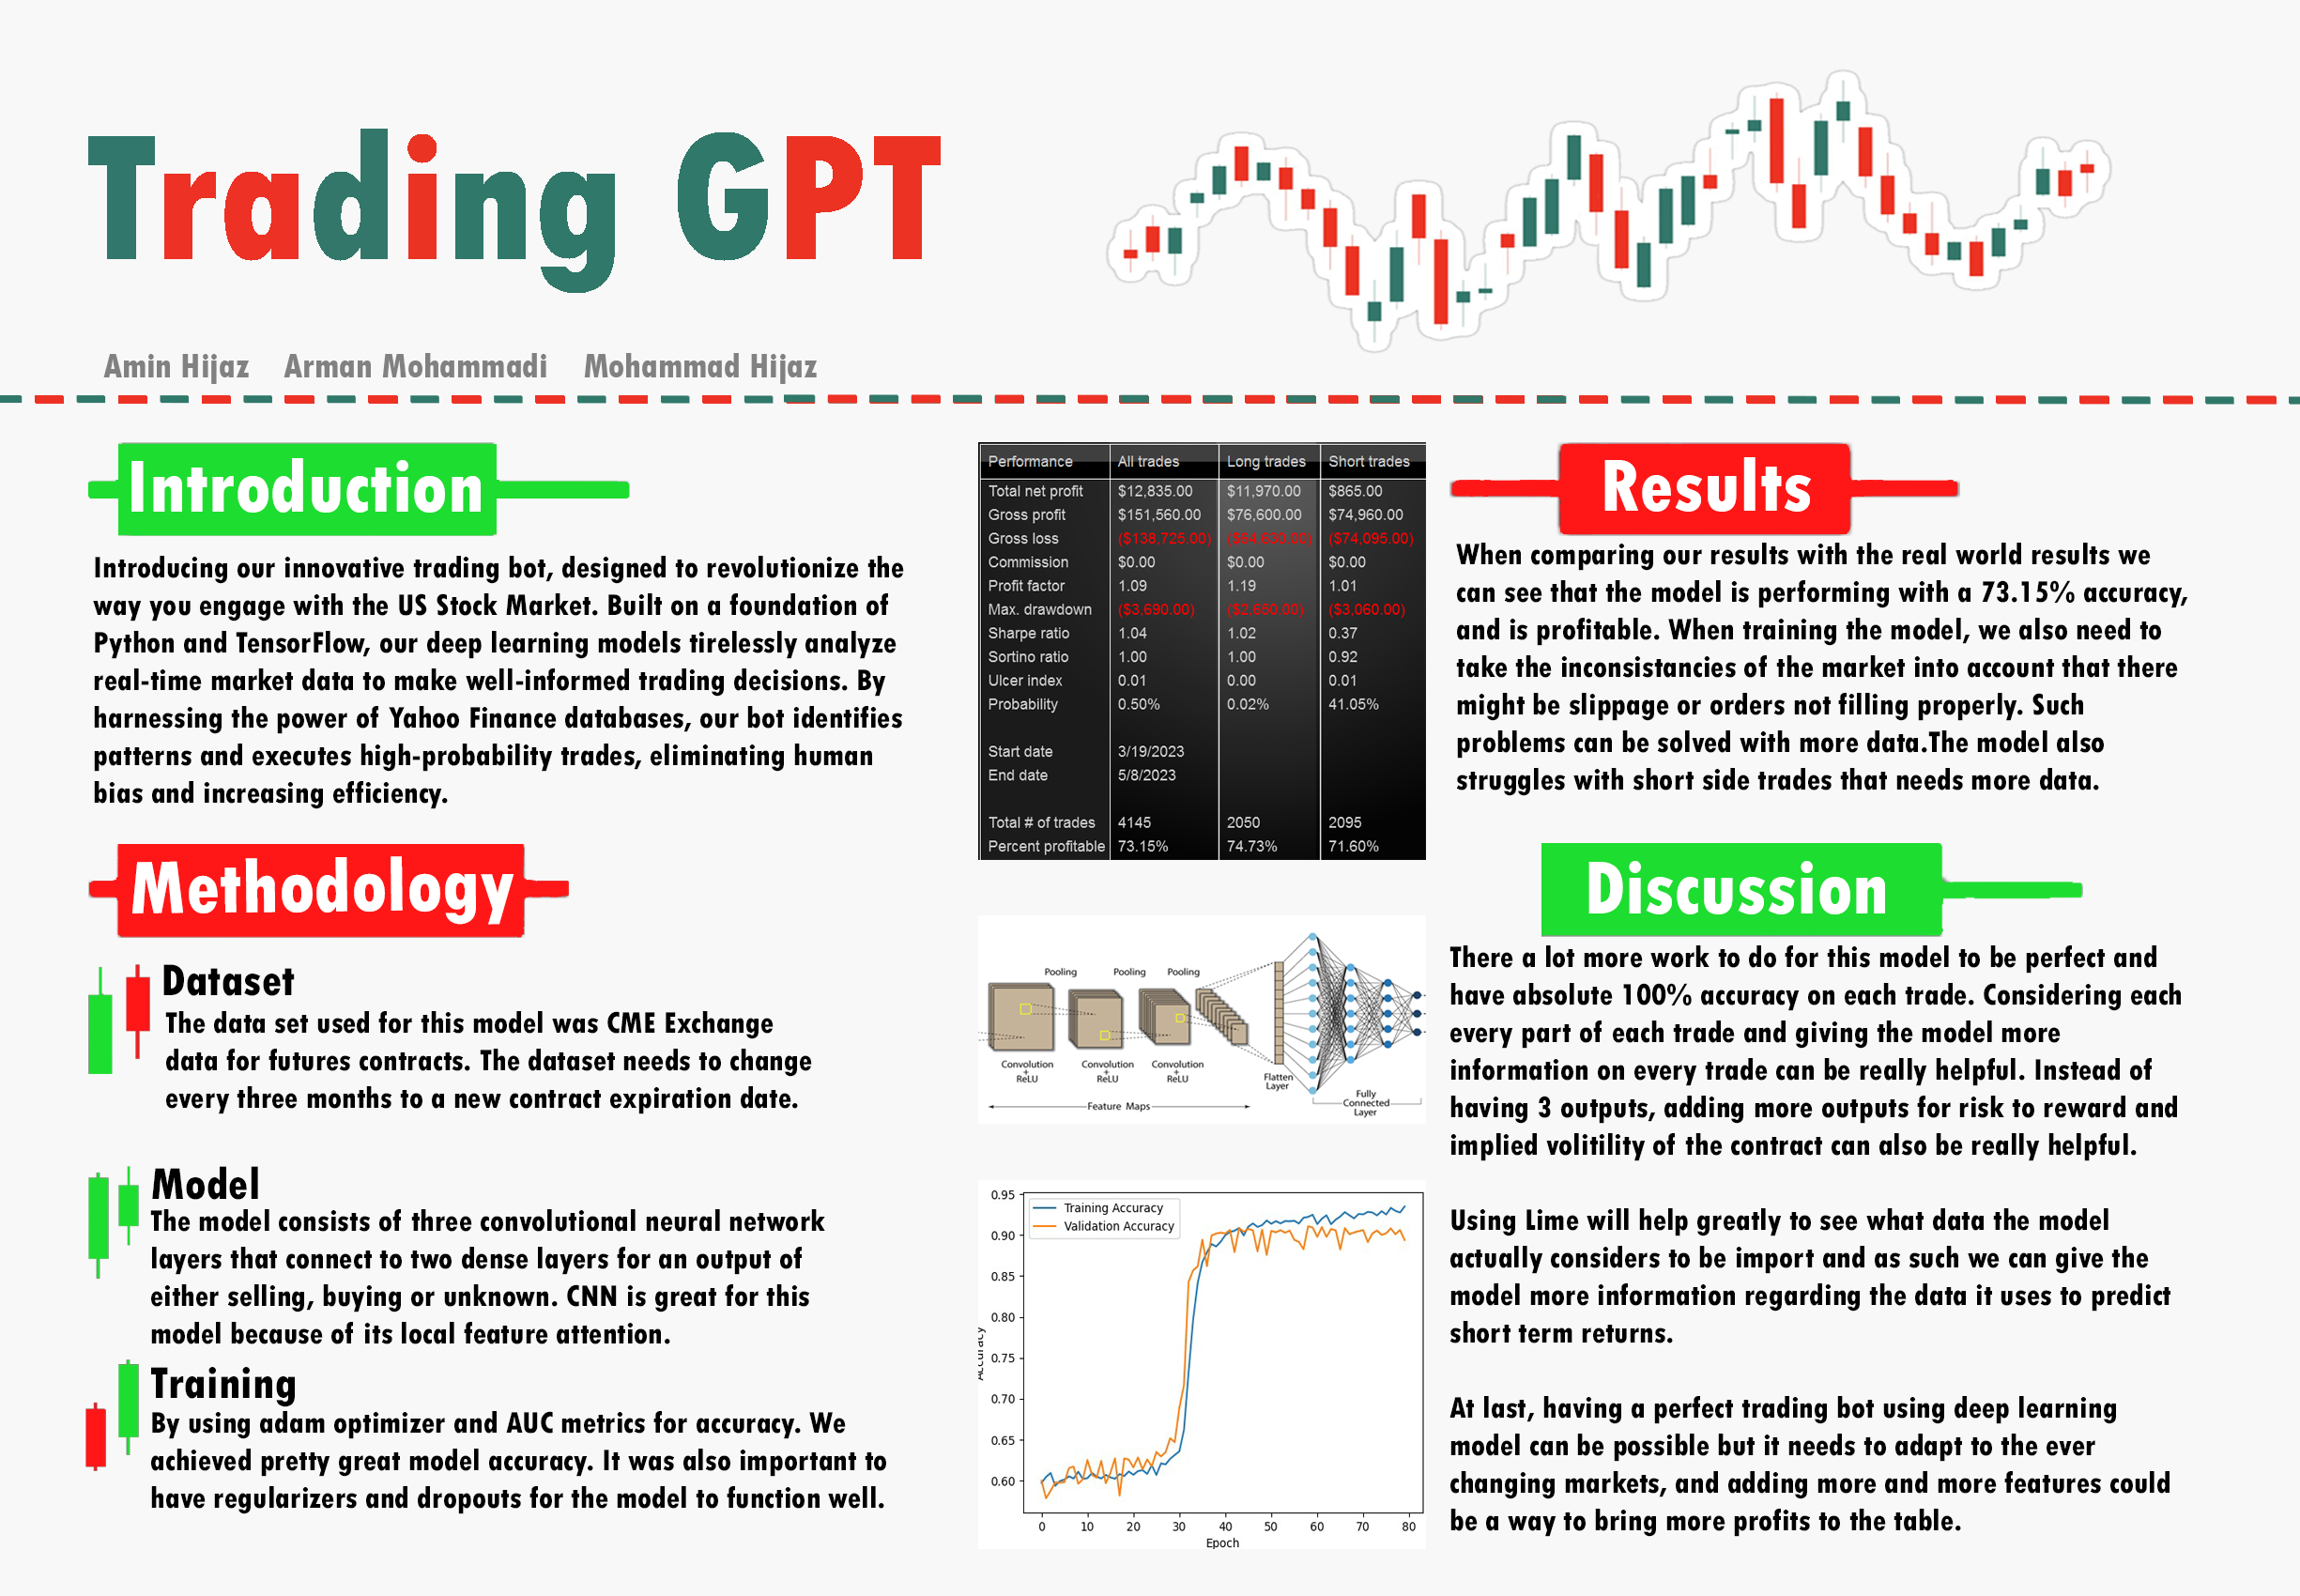 Trading GPT
Amin Hijaz Arman Mohammadi Mohammad Hijaz
Introduction
Introducing our innovative trading bot, designed to revolutionize the
way you engage with the US Stock Market. Built on a foundation of
Python and TensorFlow, our deep learning models tirelessly analyze
real-time market data to make well-informed trading decisions. By
harnessing the power of Yahoo Finance databases, our bot identifies
patterns and executes high-probability trades, eliminating human
bias and increasing efficiency.
Methodology
Dataset
The data set used for this model was CME Exchange
data for futures contracts. The dataset needs to change
every three months to a new contract expiration date.
Model
The model consists of three convolutional neural network
layers that connect to two dense layers for an output of
either selling, buying or unknown. CNN is great for this
model because of its local feature attention.
Training
By using adam optimizer and AUC metrics for accuracy. We
achieved pretty great model accuracy. It was also important to
have regularizers and dropouts for the model to function well.
Performance All trades Long trades Short trades
Total net profit $12,835.00 $11,970.00 $865.00
Gross profit $151,560.00 $76,600.00 $74,960.00
Gross loss ($138,725.00) ($64,630.00) ($74,095.00)
Commission $0.00 $0.00 $0.00
Profit factor 1.09 1.19 1.01
Max. drawdown ($3,690.00) ($2,650.00) ($3,060.00)
Sharpe ratio 1.04 1.02 0.37
Sortino ratio 1.00 1.00 0.92
Ulcer index 0.01 0.00 0.01
Probability 0.50% 0.02% 41.05%
Start date 3/19/2023
End date 5/8/2023
Total # of trades 4145 2050 2095
Percent profitable 73.15% 74.73% 71.60%
Pooling Pooling Pooling
Convolution Convolution Convolution
+ + +
ReLU ReLU ReLU
Flatten
Layer
Fully
Connected
Layer
Feature Maps
Training Accuracy
Validation Accuracy
0.95
0.90
0.85
0.80
0.75
0.70
0.65
0.60
Accuracy
0 10 20 30 40 50 60 70 80
Epoch
Results
When comparing our results with the real world results we
can see that the model is performing with a 73.15% accuracy,
and is profitable. When training the model, we also need to
take the inconsistancies of the market into account that there
might be slippage or orders not filling properly. Such
problems can be solved with more data.The model also
struggles with short side trades that needs more data.
Discussion
There a lot more work to do for this model to be perfect and
have absolute 100% accuracy on each trade. Considering each
every part of each trade and giving the model more
information on every trade can be really helpful. Instead of
having 3 outputs, adding more outputs for risk to reward and
implied volitility of the contract can also be really helpful.
Using Lime will help greatly to see what data the model
actually considers to be import and as such we can give the
model more information regarding the data it uses to predict
short term returns.
At last, having a perfect trading bot using deep learning
model can be possible but it needs to adapt to the ever
changing markets, and adding more and more features could
be a way to bring more profits to the table.